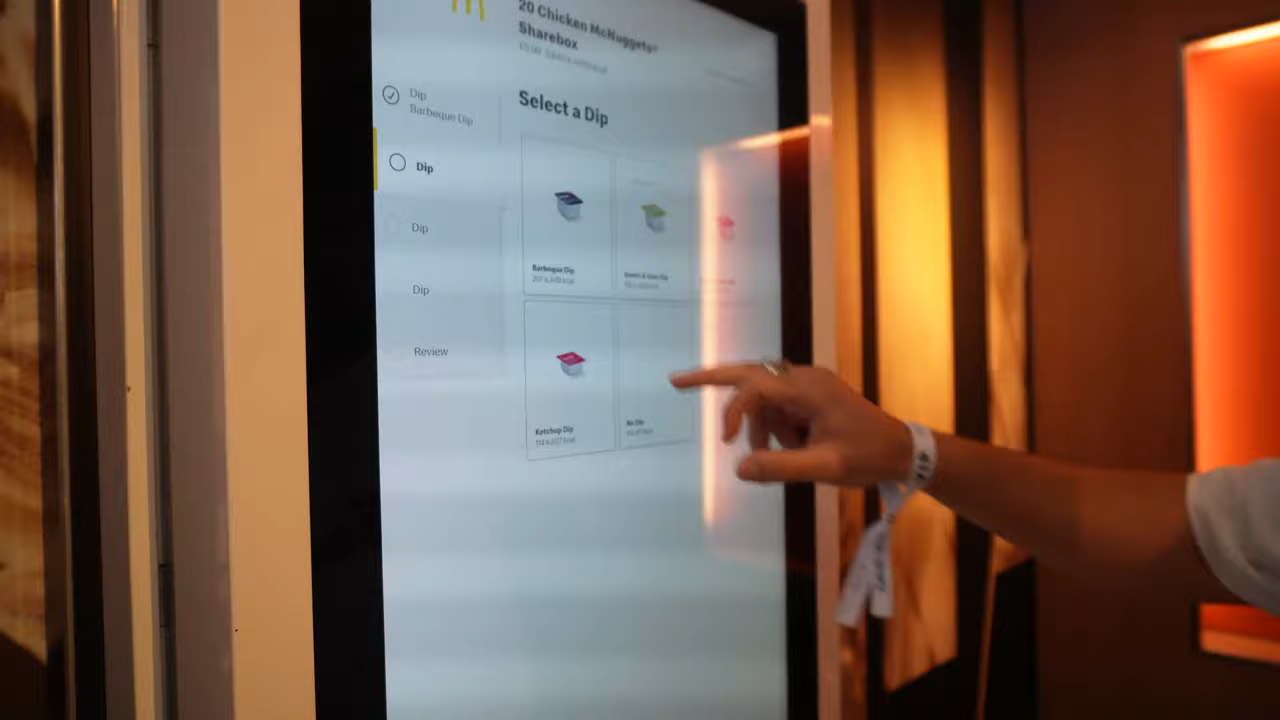 20 Chicken McNuggets®
Sharebox
Dip
Barbeque Dip
Dip
Dip
Dip
Review
Select a Dip
Barbeque Dip
Ketchup Dip
No Dip